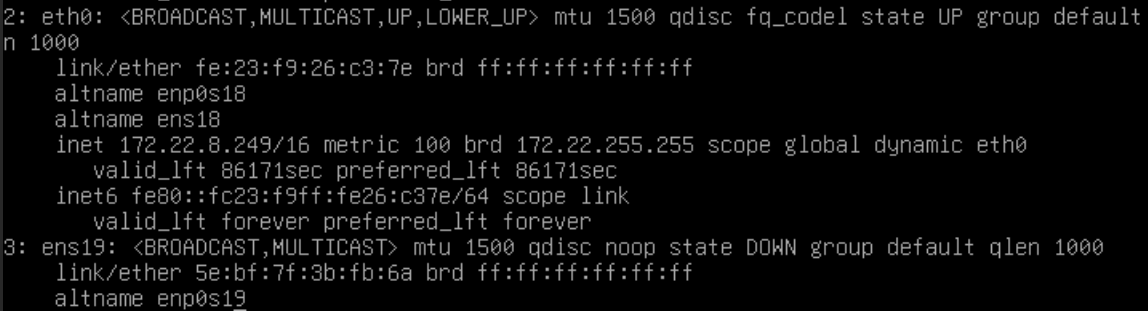 2: eth0: <BROADCAST,MULTICAST,UP,LOWER_UP> mtu 1500 qdisc fq_codel state UP group default
n 1000
    link/ether fe:23:f9:26:c3:7e brd ff:ff:ff:ff:ff:ff
    altname enp0s18
    altname ens18
    inet 172.22.8.249/16 metric 100 brd 172.22.255.255 scope global dynamic eth0
       valid_lft 86171sec preferred_lft 86171sec
    inet6 fe80::fc23:f9ff:fe26:c37e/64 scope link
       valid_lft forever preferred_lft forever
3: ens19: <BROADCAST,MULTICAST> mtu 1500 qdisc noop state DOWN group default qlen 1000
    link/ether 5e:bf:7f:3b:fb:6a brd ff:ff:ff:ff:ff:ff
    altname enp0s19